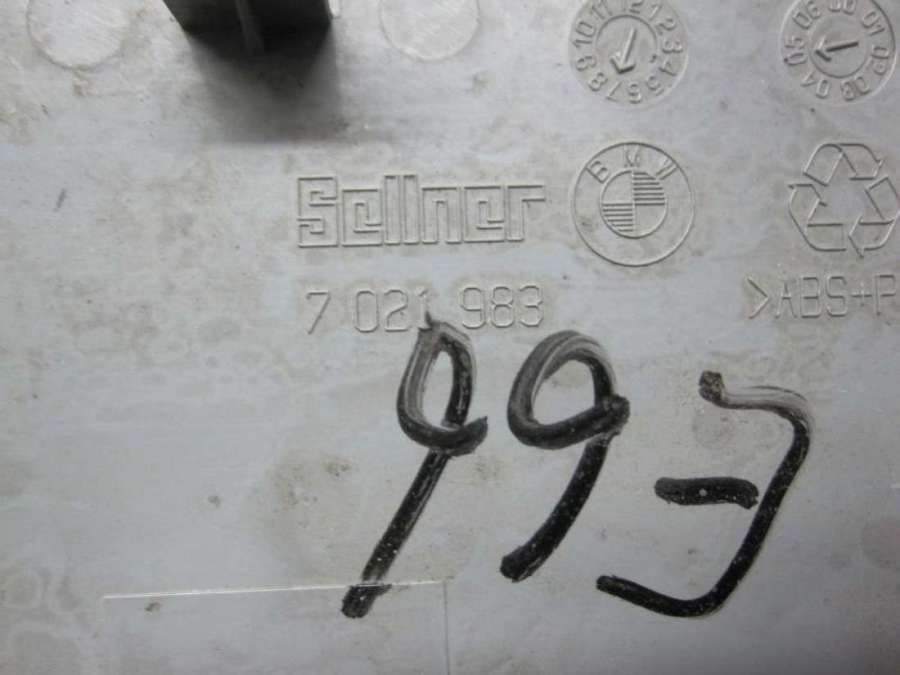 BMW
Sellner
7 021 983
>ABS+P
993